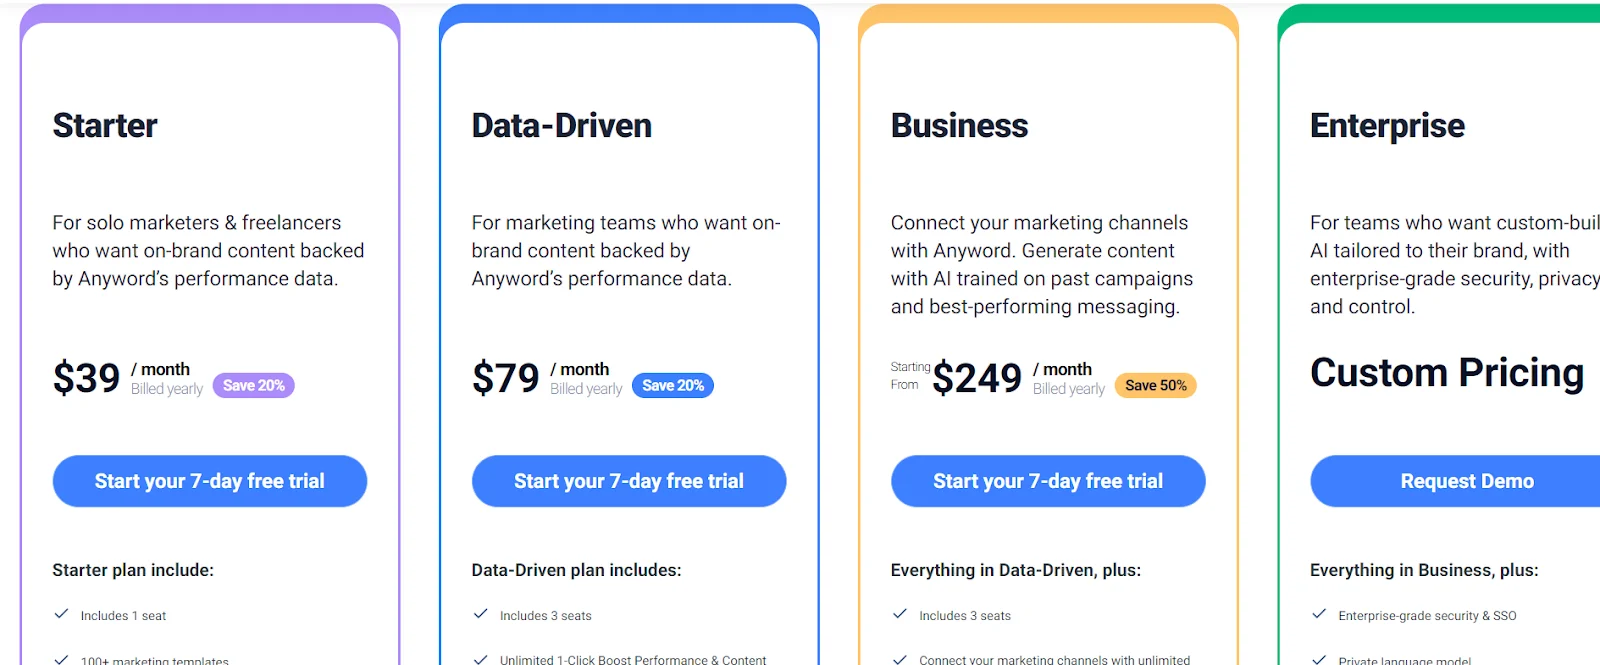 Starter
For solo marketers & freelancers
who want on-brand content backed
by Anyword's performance data.
$39 / month
Billed yearly
Save 20%
Start your 7-day free trial
Starter plan include:
Includes 1 seat
100+ marketing templates
Data-Driven
For marketing teams who want on-
brand content backed by
Anyword's performance data.
$79 / month
Billed yearly
Save 20%
Start your 7-day free trial
Data-Driven plan includes:
Includes 3 seats
Unlimited 1-Click Boost Performance & Content
Business
Connect your marketing channels
with Anyword. Generate content
with AI trained on past campaigns
and best-performing messaging.
Starting
From
$249 / month
Billed yearly
Save 50%
Start your 7-day free trial
Everything in Data-Driven, plus:
Includes 3 seats
Connect your marketing channels with unlimited
Enterprise
For teams who want custom-buil
AI tailored to their brand, with
enterprise-grade security, privacy
and control.
Custom Pricing
Request Demo
Everything in Business, plus:
Enterprise-grade security & SSO
Private language model